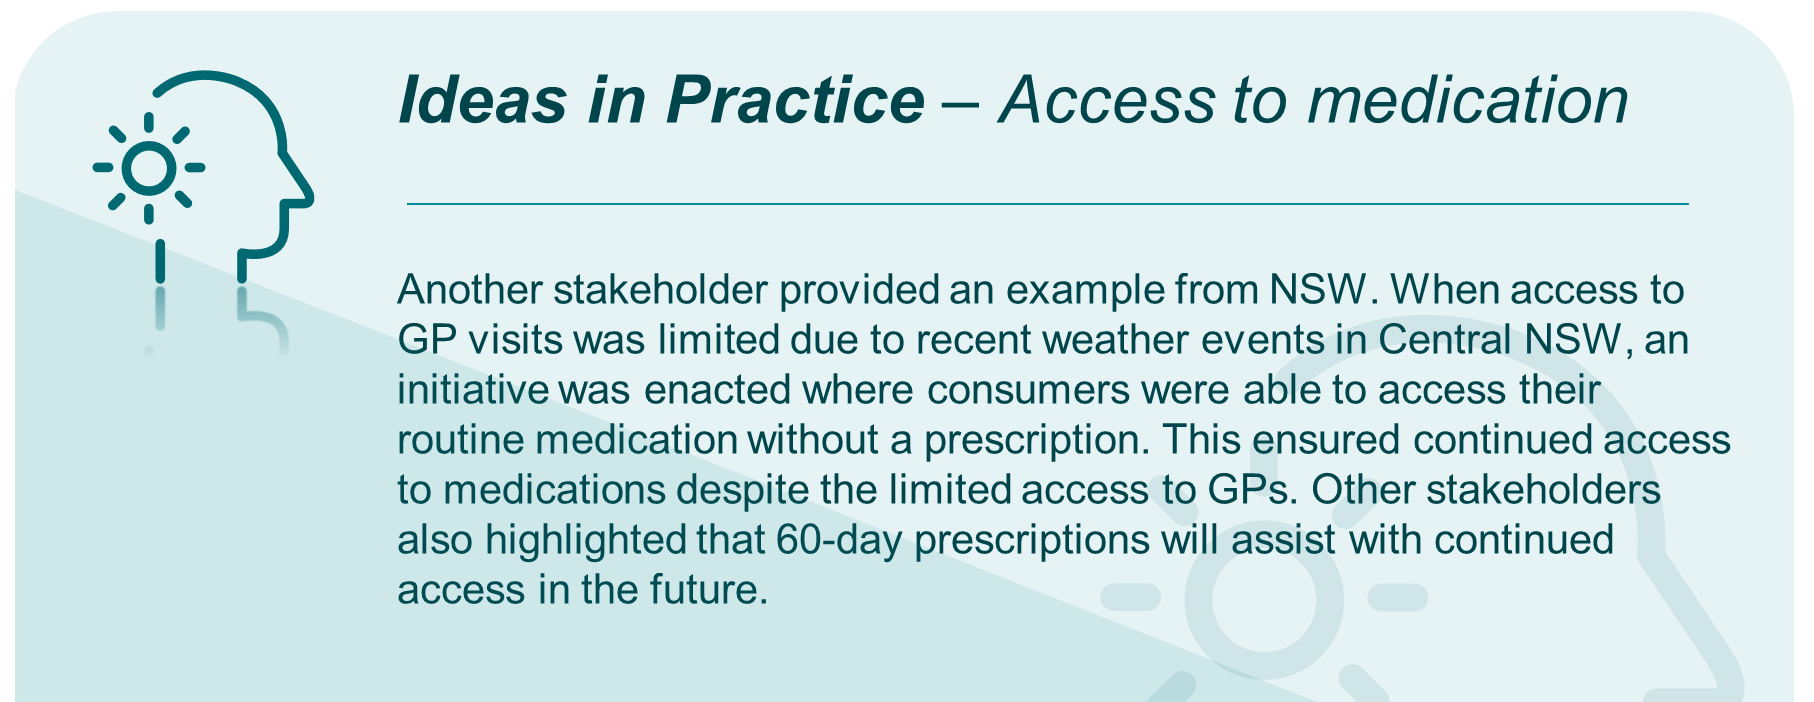 Ideas in Practice – Access to medication
Another stakeholder provided an example from NSW. When access to
GP visits was limited due to recent weather events in Central NSW, an
initiative was enacted where consumers were able to access their
routine medication without a prescription. This ensured continued access
to medications despite the limited access to GPs. Other stakeholders
also highlighted that 60-day prescriptions will assist with continued
access in the future.